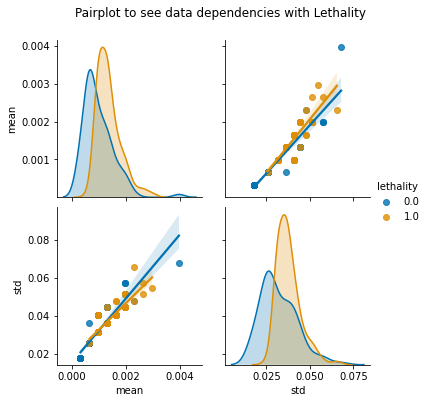 Pairplot to see data dependencies with Lethality
0.004
0.003
0.002
0.001
mean
lethality
0.0
1.0
0.08
0.06
0.04
0.02
std
0.000 0.002 0.004
mean
0.025 0.050 0.075
std